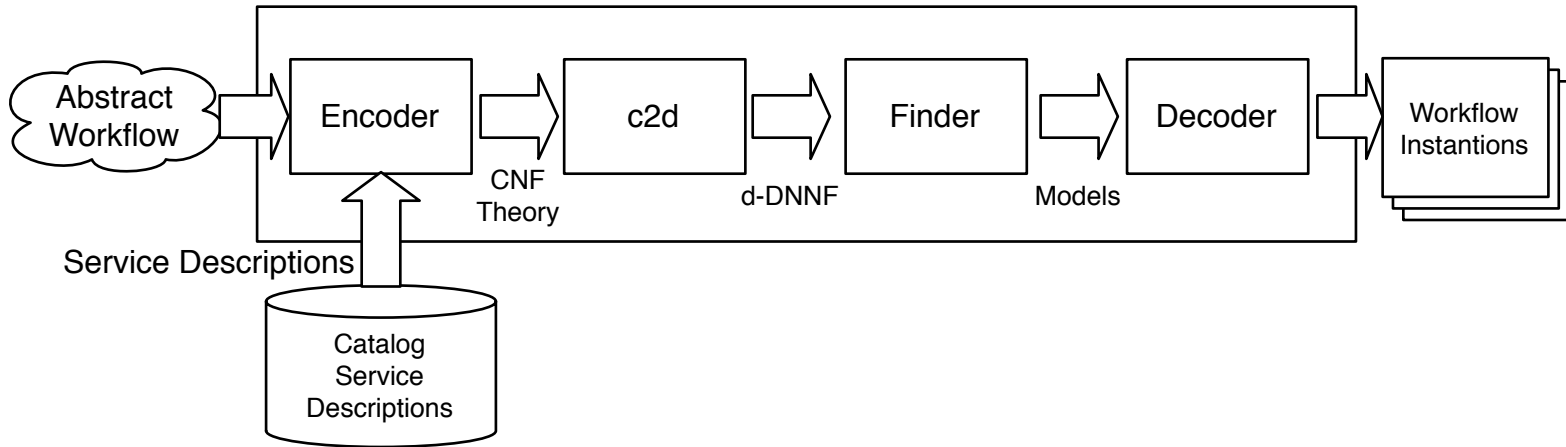 Abstract
Workflow
Encoder
c2d
Finder
Decoder
Workflow
Instantions
CNF
Theory
d-DNNF
Models
Service Descriptions
Catalog
Service
Descriptions